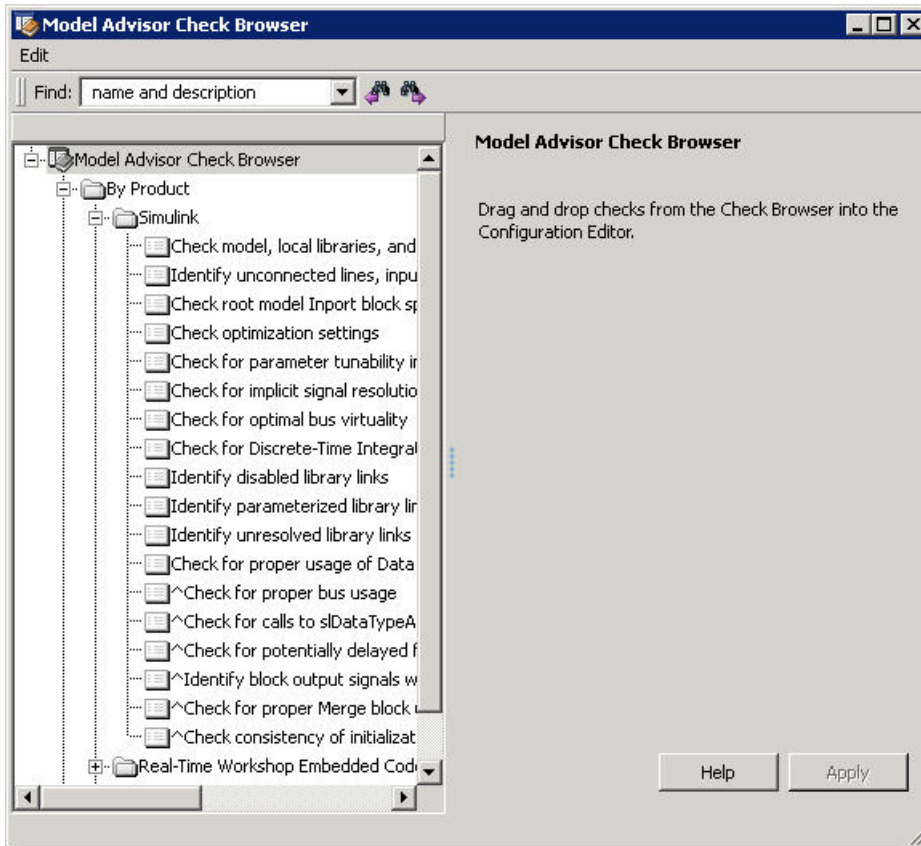 Model Advisor Check Browser
Edit
Find: name and description
Model Advisor Check Browser
By Product
Simulink
Check model, local libraries, and
Identify unconnected lines, inpu
Check root model Inport block sp
Check optimization settings
Check for parameter tunability in
Check for implicit signal resolutio
Check for optimal bus virtuality
Check for Discrete-Time Integrat
Identify disabled library links
Identify parameterized library lin
Identify unresolved library links
Check for proper usage of Data
^Check for proper bus usage
^Check for calls to slDataTypeA
^Check for potentially delayed f
^Identify block output signals w
^Check for proper Merge block u
^Check consistency of initializat
Real-Time Workshop Embedded Code
Model Advisor Check Browser
Drag and drop checks from the Check Browser into the
Configuration Editor.
Help Apply